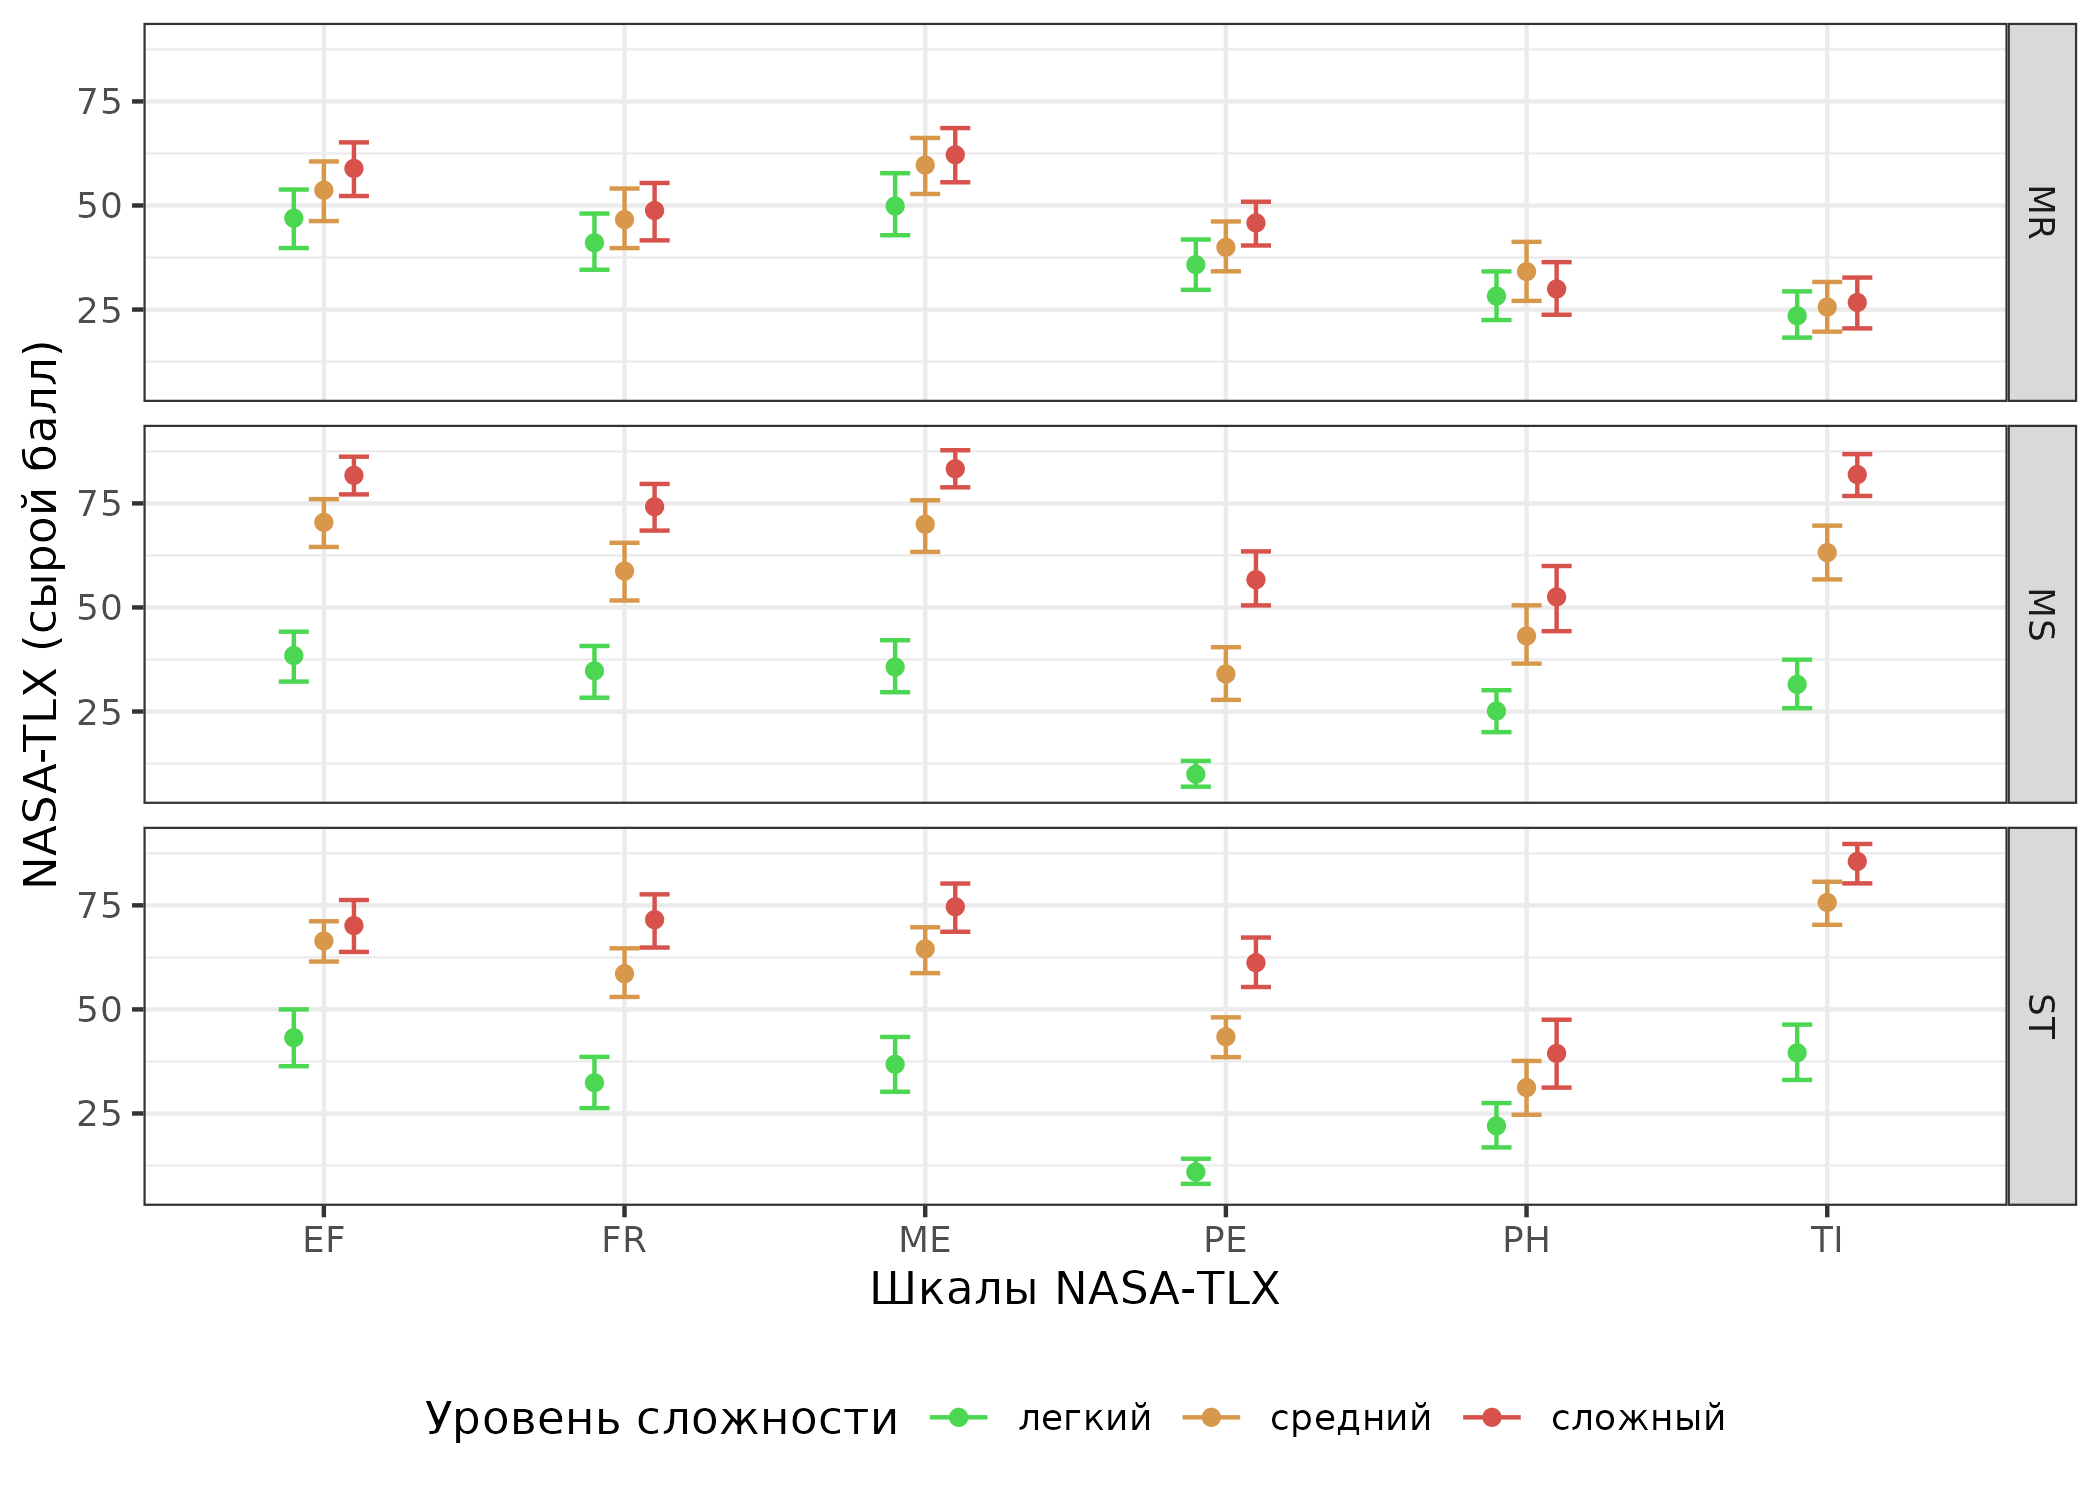 NASA-TLX (сырой балл)
75
50
25
MR
75
50
25
MS
75
50
25
ST
EF FR ME PE PH TI
Шкалы NASA-TLX
Уровень сложности легкий средний сложный